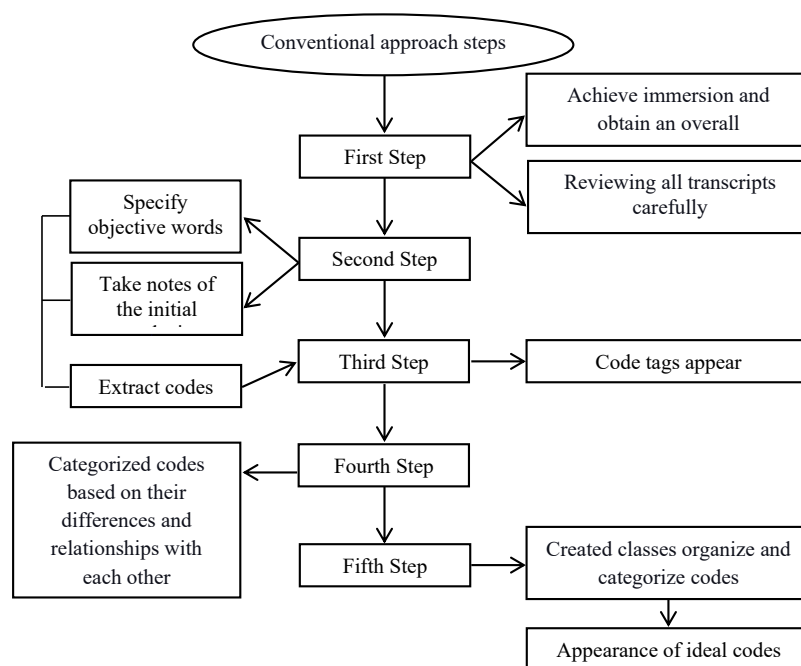 Conventional approach steps
Achieve immersion and
obtain an overall
First Step
Reviewing all transcripts
carefully
Specify
objective words
Second Step
Take notes of
the initial
Third Step
Code tags appear
Extract codes
Fourth Step
Categorized codes
based on their
differences and
relationships with
each other
Fifth Step
Created classes organize and
categorize codes
Appearance of ideal codes